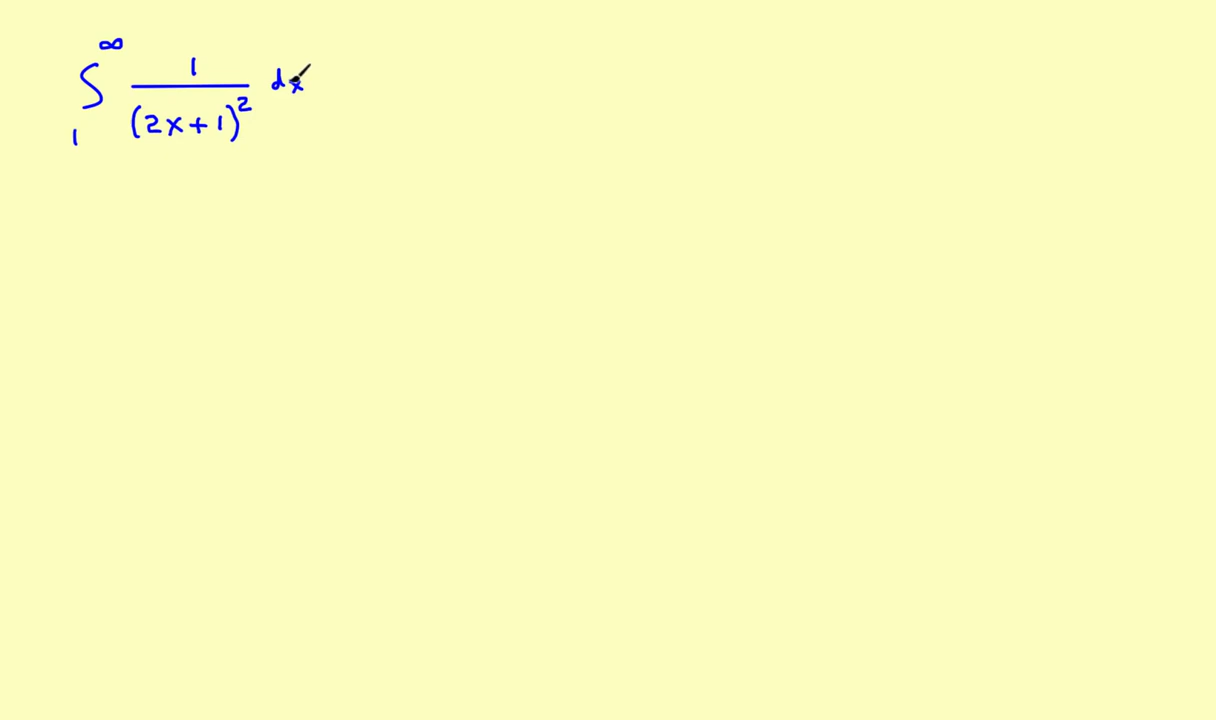 ∫₁^∞ 1/(2x+1)² dx